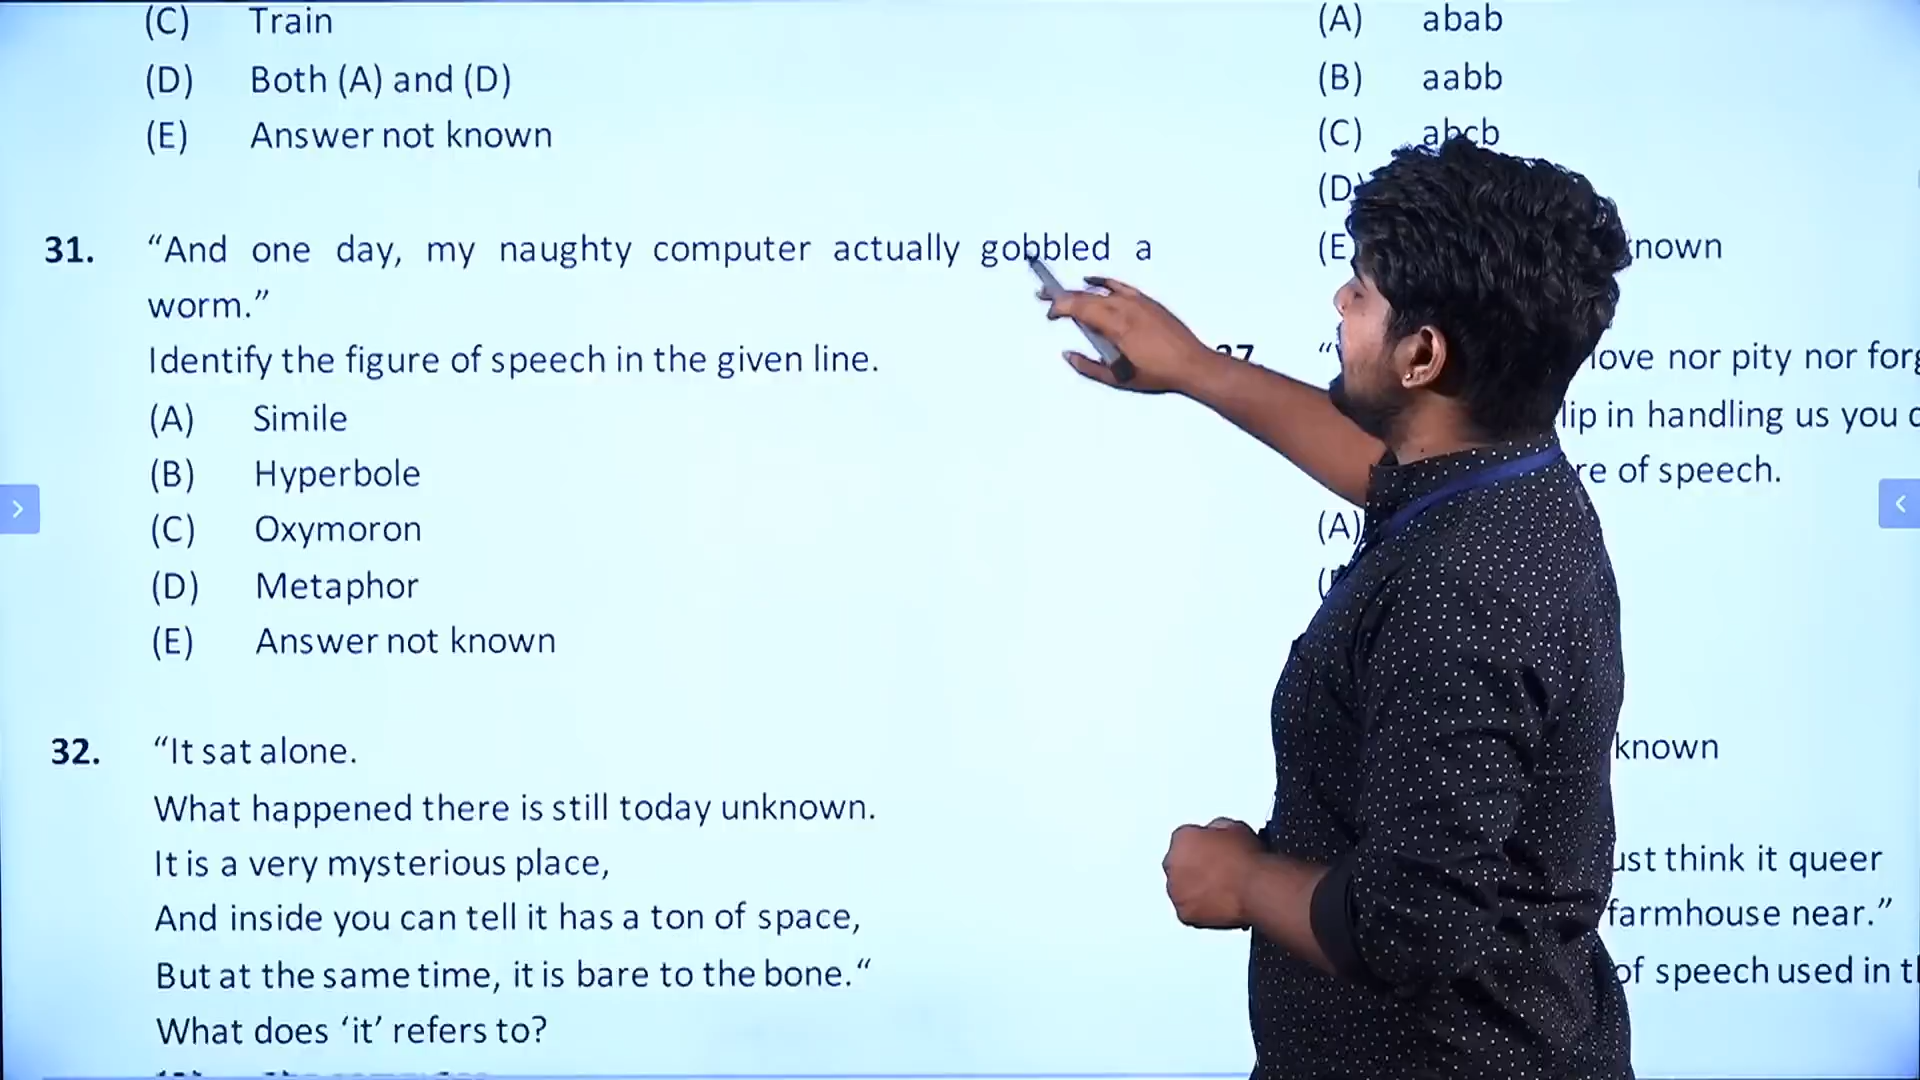 (C) Train
(D) Both (A) and (D)
(E) Answer not known
31. “And one day, my naughty computer actually gobbled a
worm.”
Identify the figure of speech in the given line.
(A) Simile
(B) Hyperbole
(C) Oxymoron
(D) Metaphor
(E) Answer not known
32. “It sat alone.
What happened there is still today unknown.
It is a very mysterious place,
And inside you can tell it has a ton of space,
But at the same time, it is bare to the bone.“
What does ‘it’ refers to?
(A) abab
(B) aabb
(C) abcb
(D)
(E) known
37. “ love nor pity nor
in handling us you
of speech.
(A)
known
think it queer
farmhouse near.”
of speech used in